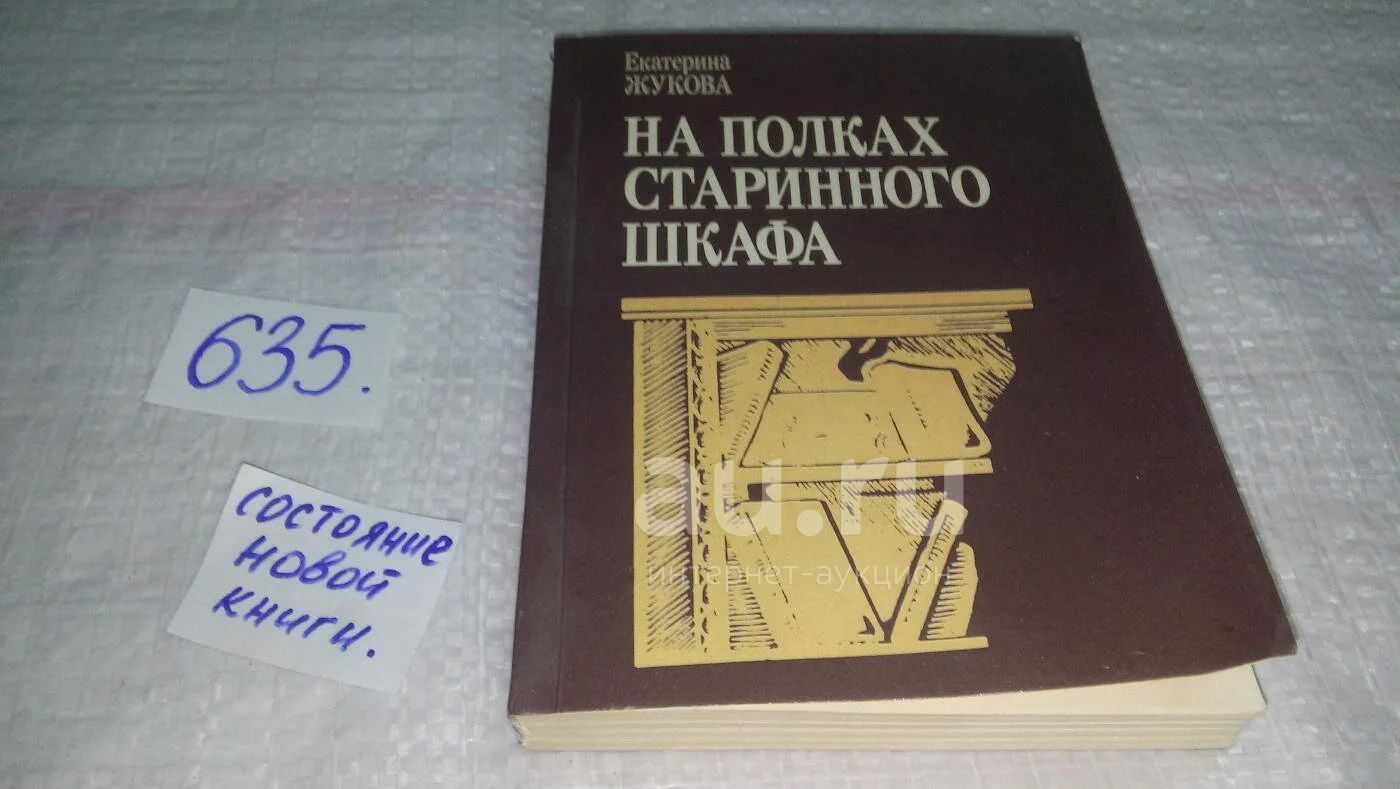 Екатерина
ЖУКОВА
НА ПОЛКАХ
СТАРИННОГО
ШКАФА
635.
состояние
новой
книги.
au.ru
интернет-аукцион